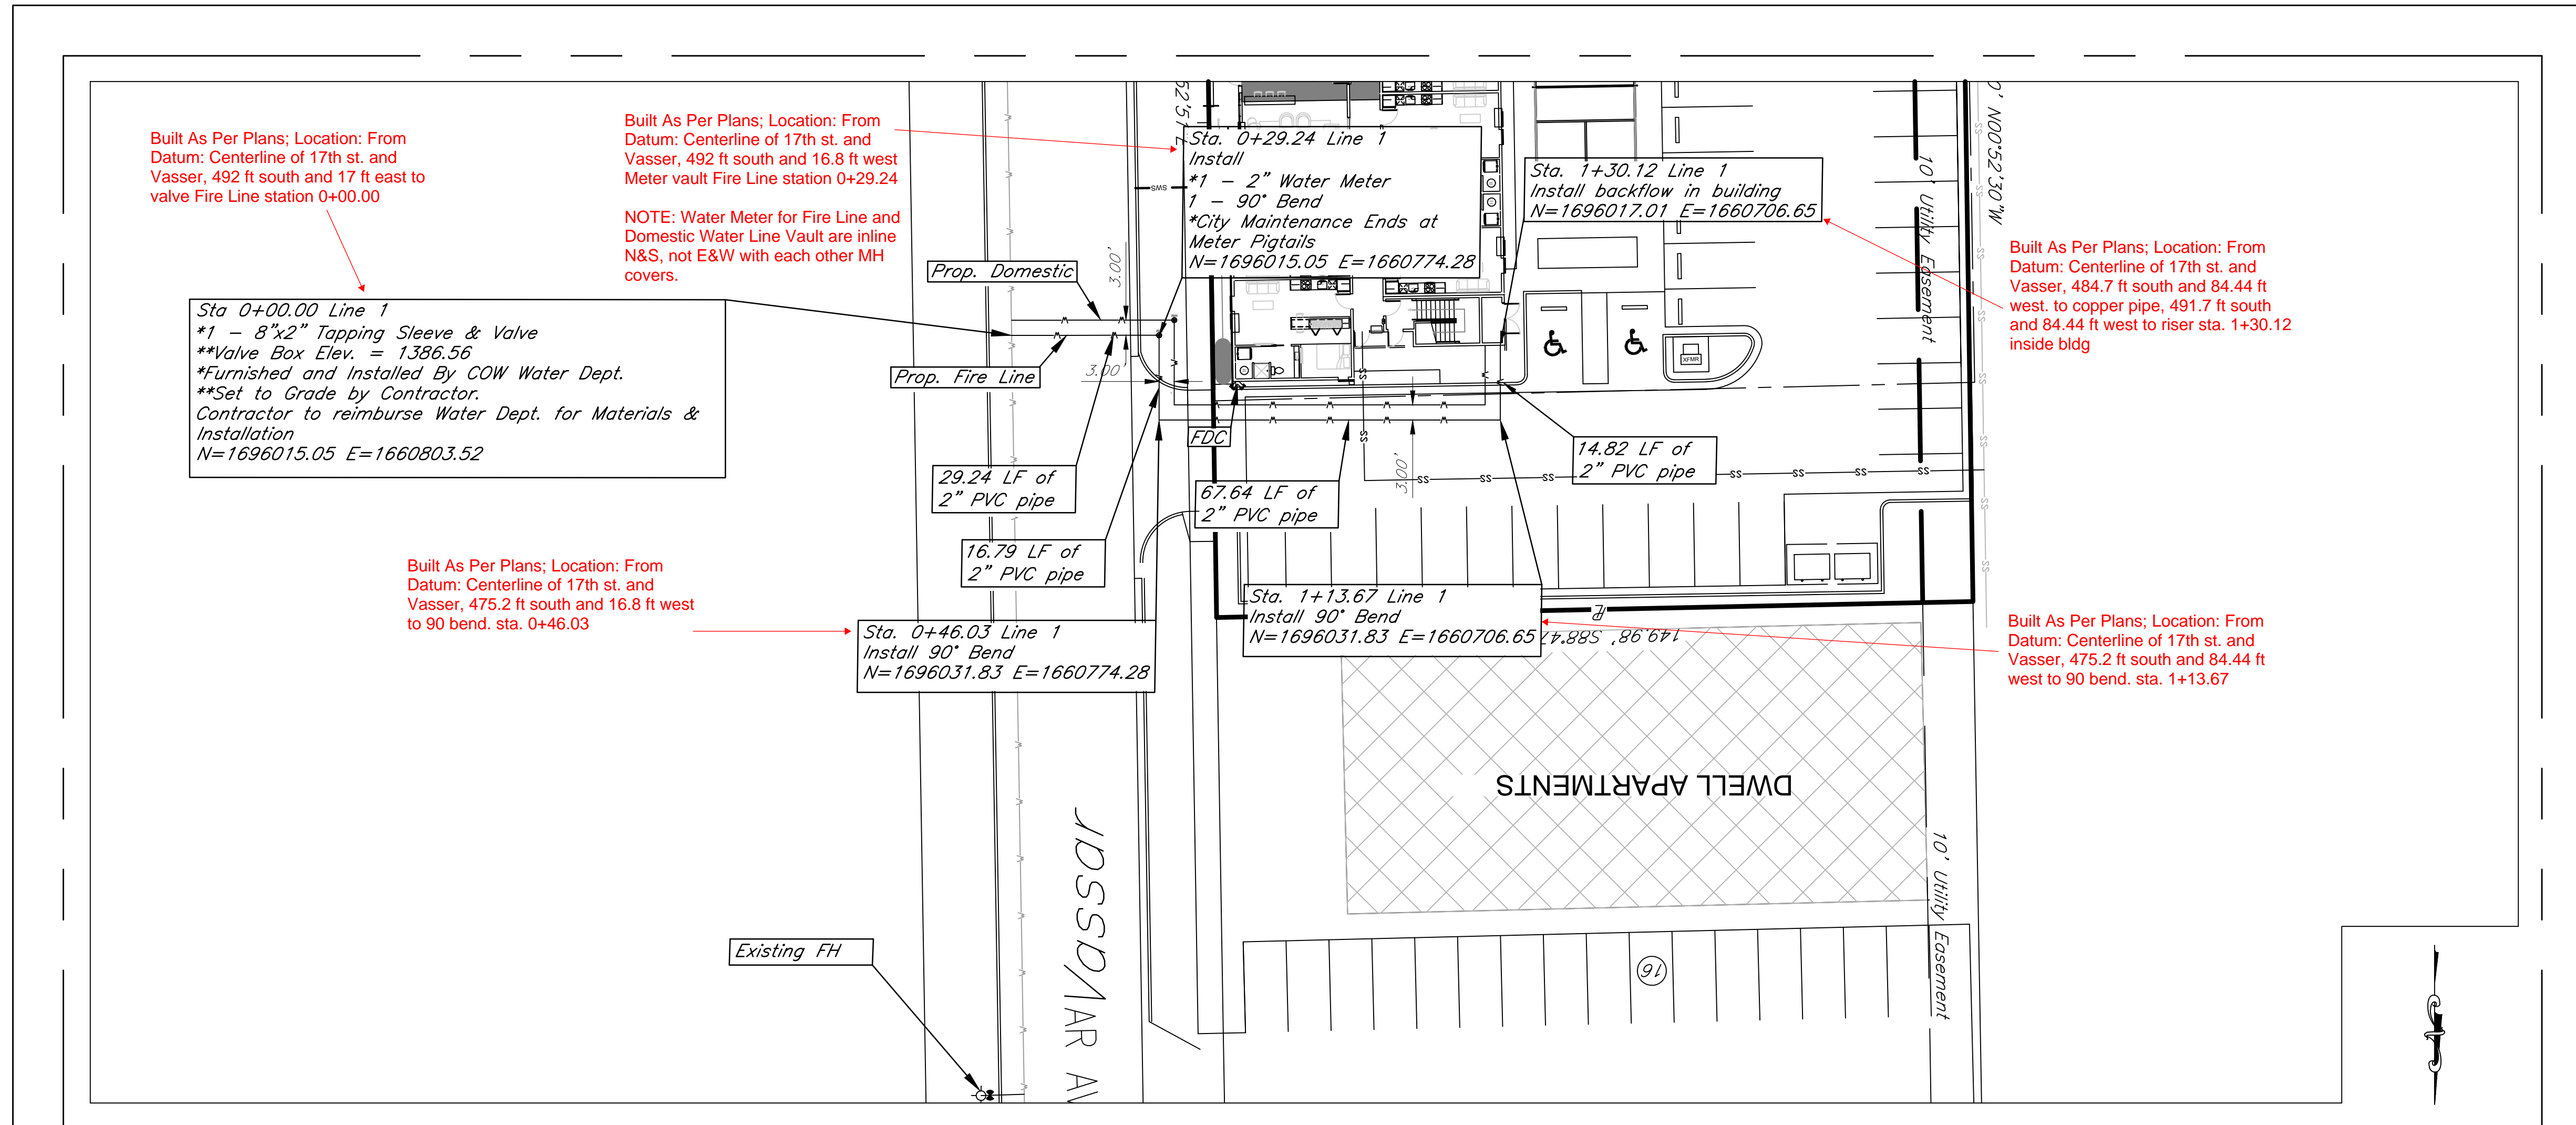 Built As Per Plans; Location: From
Datum: Centerline of 17th st. and
Vasser, 492 ft south and 17 ft east to
valve Fire Line station 0+00.00
Sta 0+00.00 Line 1
*1 - 8"x2" Tapping Sleeve & Valve
**Valve Box Elev. = 1386.56
*Furnished and Installed By COW Water Dept.
**Set to Grade by Contractor.
Contractor to reimburse Water Dept. for Materials &
Installation
N=1696015.05 E=1660803.52
Built As Per Plans; Location: From
Datum: Centerline of 17th st. and
Vasser, 492 ft south and 16.8 ft west
Meter vault Fire Line station 0+29.24
NOTE: Water Meter for Fire Line and
Domestic Water Line Vault are inline
N&S, not E&W with each other MH
covers.
Prop. Domestic
Prop. Fire Line
3.00'
3.00'
SWS
Sta. 0+29.24 Line 1
Install
*1 - 2" Water Meter
1 - 90° Bend
*City Maintenance Ends at
Meter Pigtails
N=1696015.05 E=1660774.28
Sta. 1+30.12 Line 1
Install backflow in building
N=1696017.01 E=1660706.65
10' Utility Easement
N00°52'30"W
Built As Per Plans; Location: From
Datum: Centerline of 17th st. and
Vasser, 484.7 ft south and 84.44 ft
west. to copper pipe, 491.7 ft south
and 84.44 ft west to riser sta. 1+30.12
inside bldg
XFMR
FDC
29.24 LF of
2" PVC pipe
16.79 LF of
2" PVC pipe
67.64 LF of
2" PVC pipe
3.00'
14.82 LF of
2" PVC pipe
SS
SS
SS
SS
SS
SS
Built As Per Plans; Location: From
Datum: Centerline of 17th st. and
Vasser, 475.2 ft south and 16.8 ft west
to 90 bend. sta. 0+46.03
Sta. 0+46.03 Line 1
Install 90° Bend
N=1696031.83 E=1660774.28
Sta. 1+13.67 Line 1
Install 90° Bend
N=1696031.83 E=1660706.65
149.98' S88°47
Built As Per Plans; Location: From
Datum: Centerline of 17th st. and
Vasser, 475.2 ft south and 84.44 ft
west to 90 bend. sta. 1+13.67
DWELL APARTMENTS
10' Utility Easement
16
Existing FH